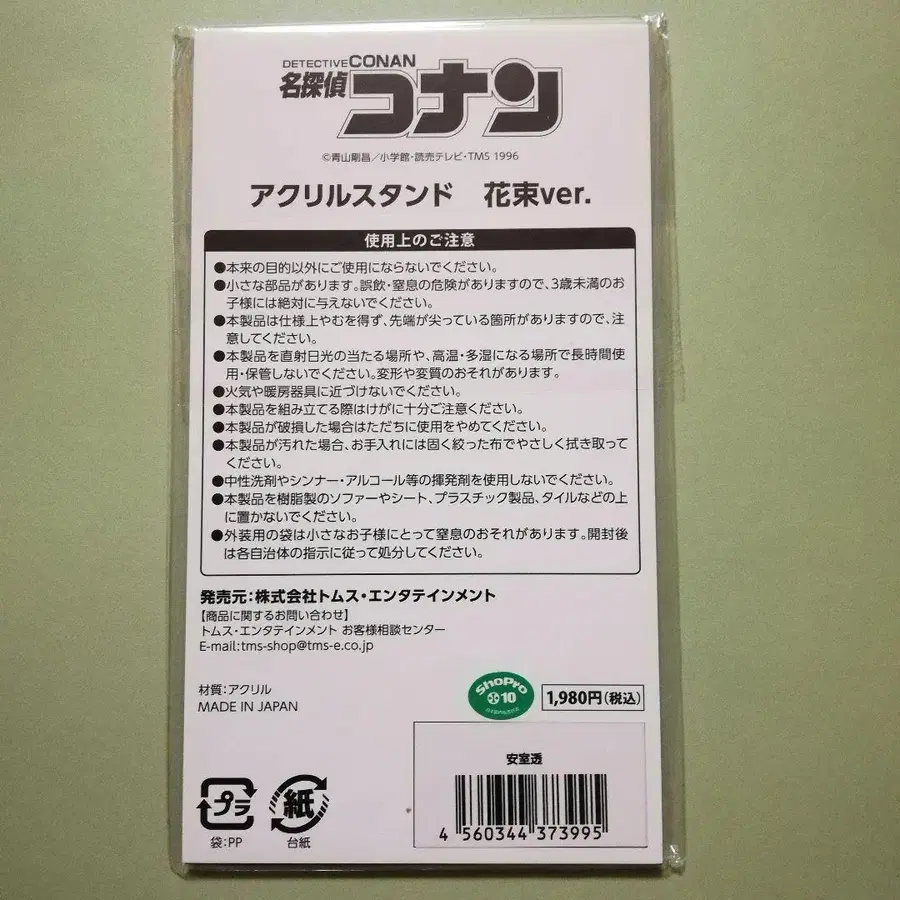 DETECTIVE CONAN
名探偵コナン
©青山剛昌／小学館・読売テレビ・TMS 1996
アクリルスタンド 花束ver.
使用上のご注意
●本来の目的以外にご使用にならないでください。
●小さな部品があります。誤飲・窒息の危険がありますので、3歳未満のお
子様には絶対に与えないでください。
●本製品は仕様上やむを得ず、先端が尖っている箇所がありますので、注
意してください。
●本製品を直射日光の当たる場所や、高温・多湿になる場所で長時間使
用・保管しないでください。変形や変質のおそれがあります。
●火気や暖房器具に近づけないでください。
●本製品を組み立てる際はけがに十分ご注意ください。
●本製品が破損した場合はただちに使用をやめてください。
●本製品が汚れた場合、お手入れには固く絞った布でやさしく拭き取って
ください。
●中性洗剤やシンナー・アルコール等の揮発剤を使用しないでください。
●本製品を樹脂製のソファーやシート、プラスチック製品、タイルなどの上
に置かないでください。
●外装用の袋は小さなお子様にとって窒息のおそれがあります。開封後
は各自治体の指示に従って処分してください。
発売元：株式会社トムス・エンタテインメント
【商品に関するお問い合わせ】
トムス・エンタテインメント お客様相談センター
E-mail:tms-shop@tms-e.co.jp
材質：アクリル
MADE IN JAPAN
ShoPro
10
1,980円（税込）
安室透
4 560344 373995
プラ
袋：PP
紙
台紙